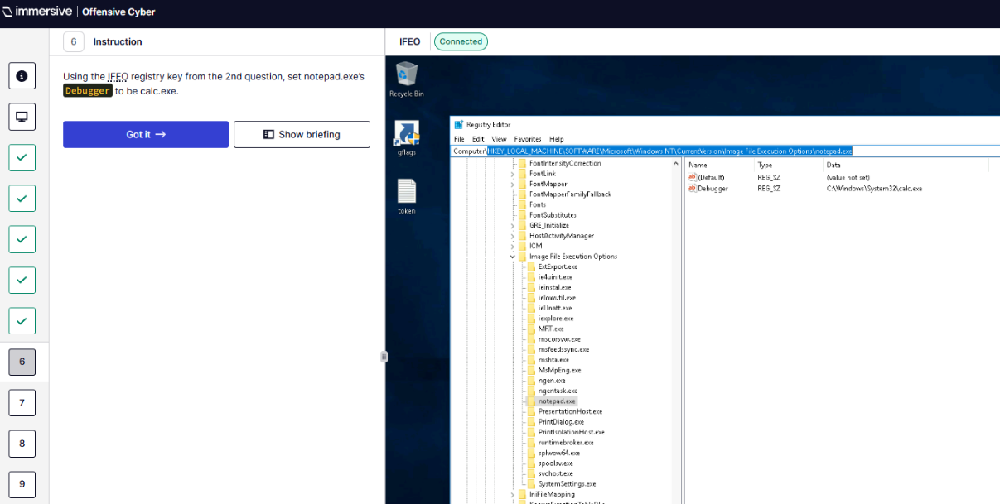 immersive | Offensive Cyber
6 Instruction
Using the IFEO registry key from the 2nd question, set notepad.exe's
Debugger to be calc.exe.
Got it →
Show briefing
6
7
8
9
IFEO Connected
Recycle Bin
gflags
token
Registry Editor
File Edit View Favorites Help
Computer\HKEY_LOCAL_MACHINE\SOFTWARE\Microsoft\Windows NT\CurrentVersion\Image File Execution Options\notepad.exe
FontIntensityCorrection
FontLink
FontMapper
FontMapperFamilyFallback
Fonts
FontSubstitutes
GRE_Initialize
HostActivityManager
ICM
Image File Execution Options
ExtExport.exe
ie4uinit.exe
ieinstal.exe
ielowutil.exe
ieUnatt.exe
iexplore.exe
MRT.exe
mscorsvw.exe
msfeedssync.exe
mshta.exe
MsMpEng.exe
ngen.exe
ngentask.exe
notepad.exe
PresentationHost.exe
PrintDialog.exe
PrintIsolationHost.exe
runtimebroker.exe
splwow64.exe
spoolsv.exe
svchost.exe
SystemSettings.exe
IniFileMapping
Name Type Data
(Default) REG_SZ (value not set)
Debugger REG_SZ C:\Windows\System32\calc.exe